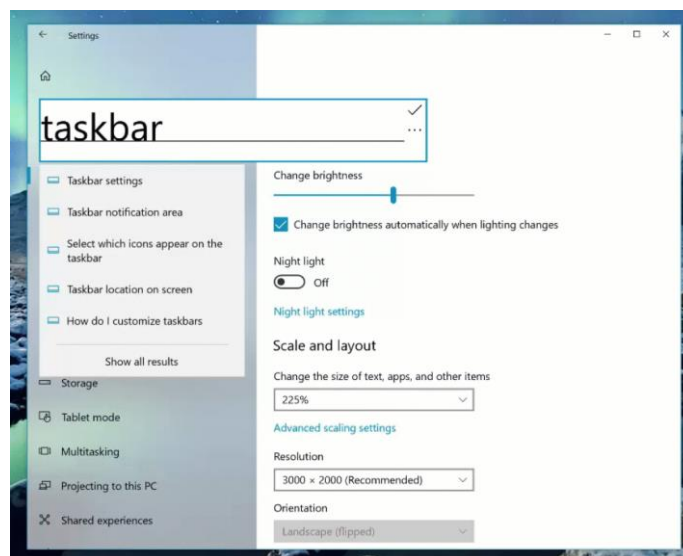 Settings
taskbar
Taskbar settings
Taskbar notification area
Select which icons appear on the
taskbar
Taskbar location on screen
How do I customize taskbars
Show all results
Storage
Tablet mode
Multitasking
Projecting to this PC
Shared experiences
Change brightness
Change brightness automatically when lighting changes
Night light
Off
Night light settings
Scale and layout
Change the size of text, apps, and other items
225%
Advanced scaling settings
Resolution
3000 × 2000 (Recommended)
Orientation
Landscape (flipped)